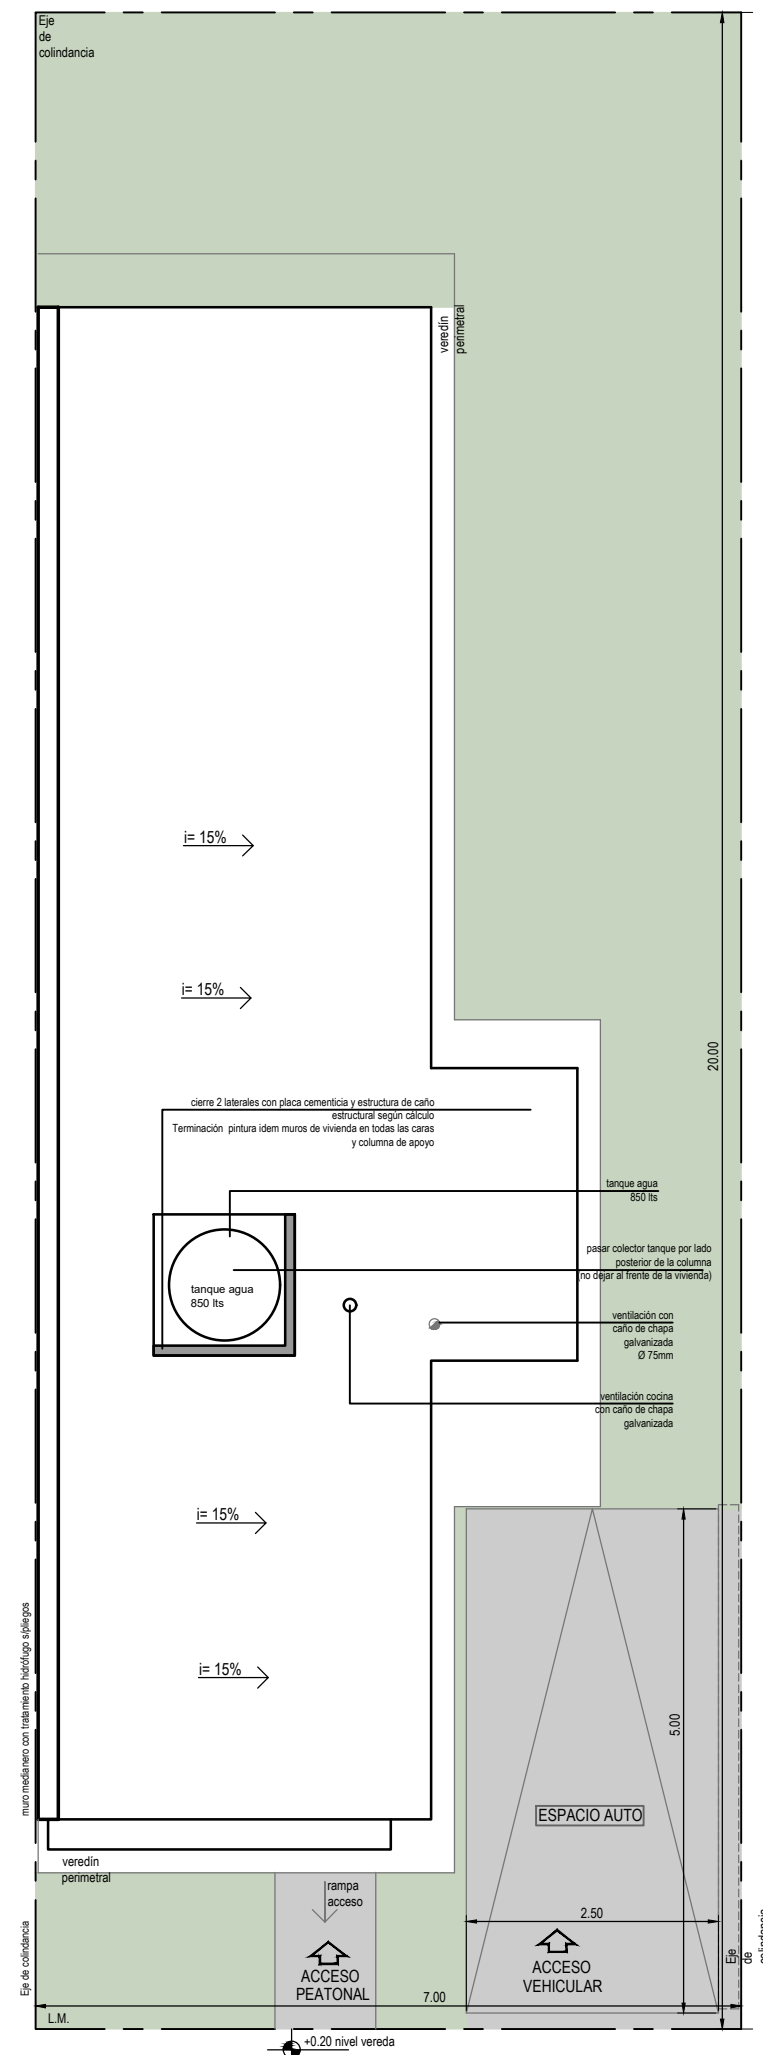 Eje
de
colindancia
veredín
perimetral
i= 15%
i= 15%
20.00
cierre 2 laterales con placa cementicia y estructura de caño
estructural según cálculo
Terminación pintura idem muros de vivienda en todas las caras
y columna de apoyo
tanque agua
850 lts
pasar colector tanque por lado
posterior de la columna
(no dejar al frente de la vivienda)
tanque agua
850 lts
ventilación con
caño de chapa
galvanizada
Ø 75mm
ventilación cocina
con caño de chapa
galvanizada
i= 15%
muro medianero con tratamiento hidrófugo s/pliegos
i= 15%
5.00
ESPACIO AUTO
veredín
perimetral
rampa
acceso
2.50
Eje de colindancia
Eje
de
colindancia
ACCESO
PEATONAL
ACCESO
VEHICULAR
7.00
L.M.
+0.20 nivel vereda